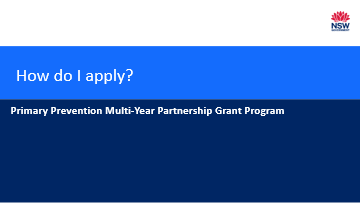 NSW
How do I apply?
Primary Prevention Multi-Year Partnership Grant Program